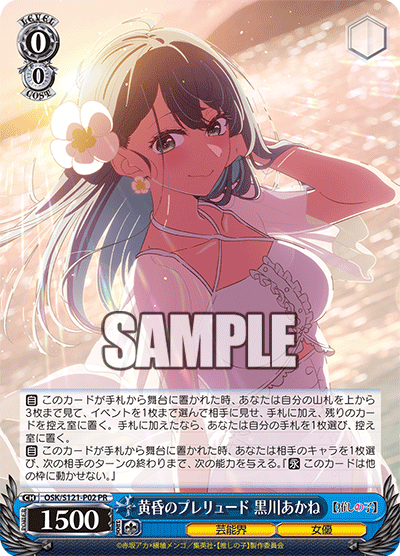 LEVEL
0
0
COST
SAMPLE
自 このカードが手札から舞台に置かれた時、あなたは自分の山札を上から
3枚まで見て、イベントを1枚まで選んで相手に見せ、手札に加え、残りのカー
ドを控え室に置く。手札に加えたなら、あなたは自分の手札を1枚選び、控え
室に置く。
自 このカードが手札から舞台に置かれた時、あなたは相手のキャラを1枚
選び、次の相手のターンの終わりまで、次の能力を与える。『永 このカードは他
の枠に動かせない。』
OSK/S121-P02 PR
黄昏のプレリュード 黒川あかね
【推しの子】
POWER
1500
芸能界
女優
©赤坂アカ×横槍メンゴ/集英社・【推しの子】製作委員会